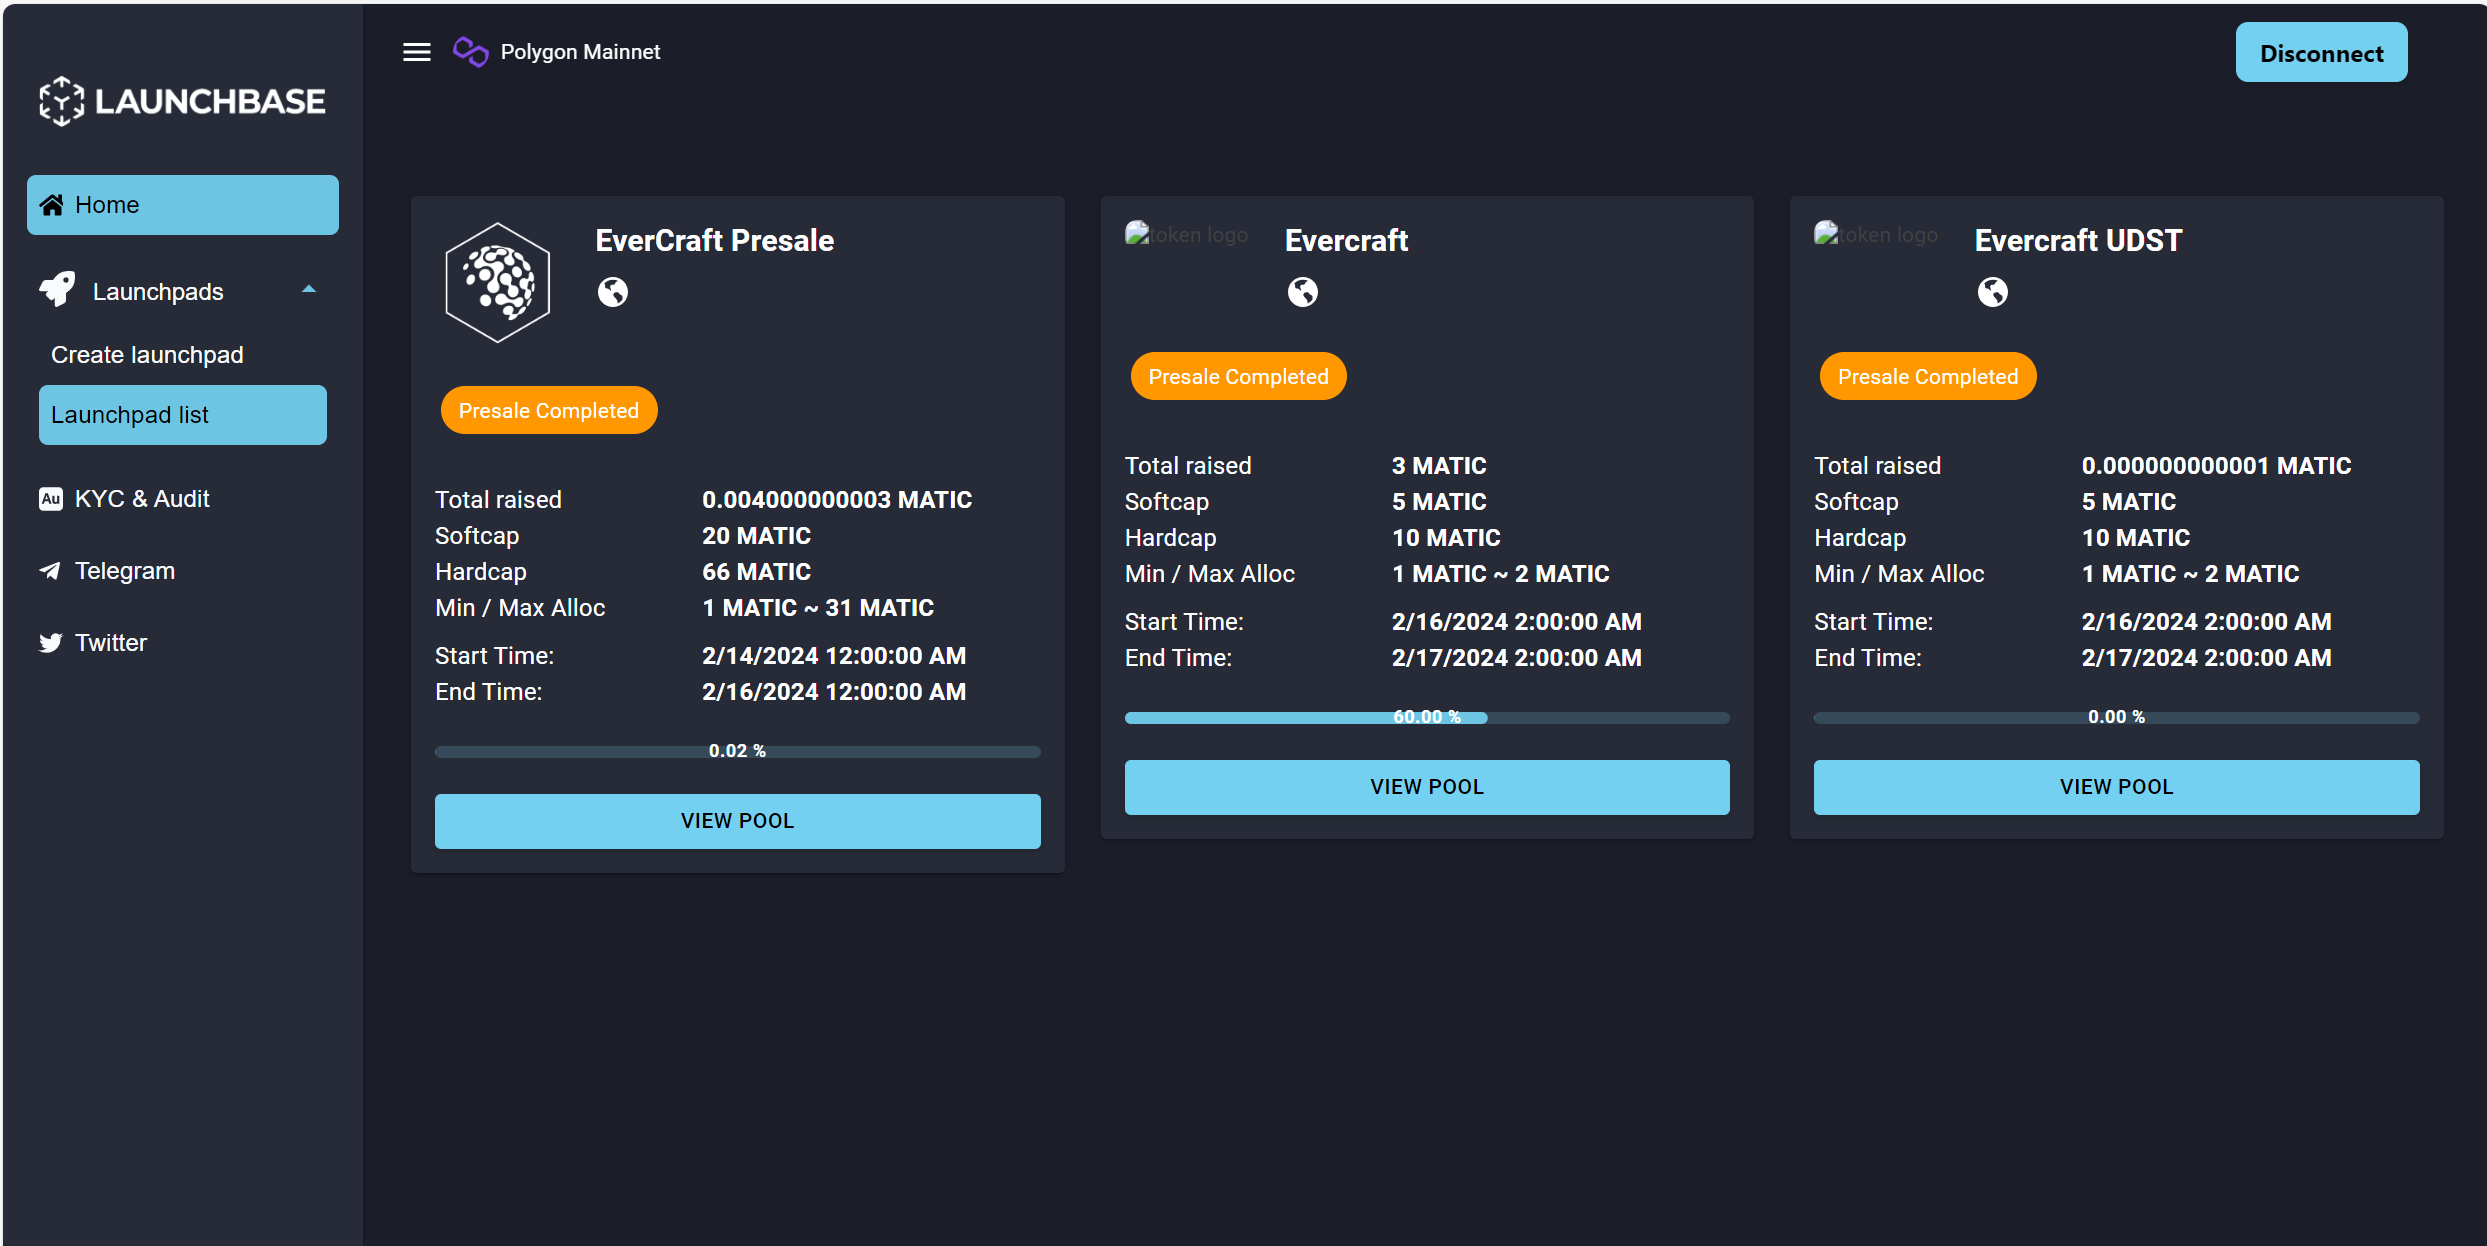 LAUNCHBASE
Home
Launchpads
Create launchpad
Launchpad list
Au KYC & Audit
Telegram
Twitter
Polygon Mainnet
Disconnect
EverCraft Presale
Presale Completed
Total raised 0.004000000003 MATIC
Softcap 20 MATIC
Hardcap 66 MATIC
Min / Max Alloc 1 MATIC ~ 31 MATIC
Start Time: 2/14/2024 12:00:00 AM
End Time: 2/16/2024 12:00:00 AM
0.02 %
VIEW POOL
token logo
Evercraft
Presale Completed
Total raised 3 MATIC
Softcap 5 MATIC
Hardcap 10 MATIC
Min / Max Alloc 1 MATIC ~ 2 MATIC
Start Time: 2/16/2024 2:00:00 AM
End Time: 2/17/2024 2:00:00 AM
60.00 %
VIEW POOL
token logo
Evercraft UDST
Presale Completed
Total raised 0.000000000001 MATIC
Softcap 5 MATIC
Hardcap 10 MATIC
Min / Max Alloc 1 MATIC ~ 2 MATIC
Start Time: 2/16/2024 2:00:00 AM
End Time: 2/17/2024 2:00:00 AM
0.00 %
VIEW POOL